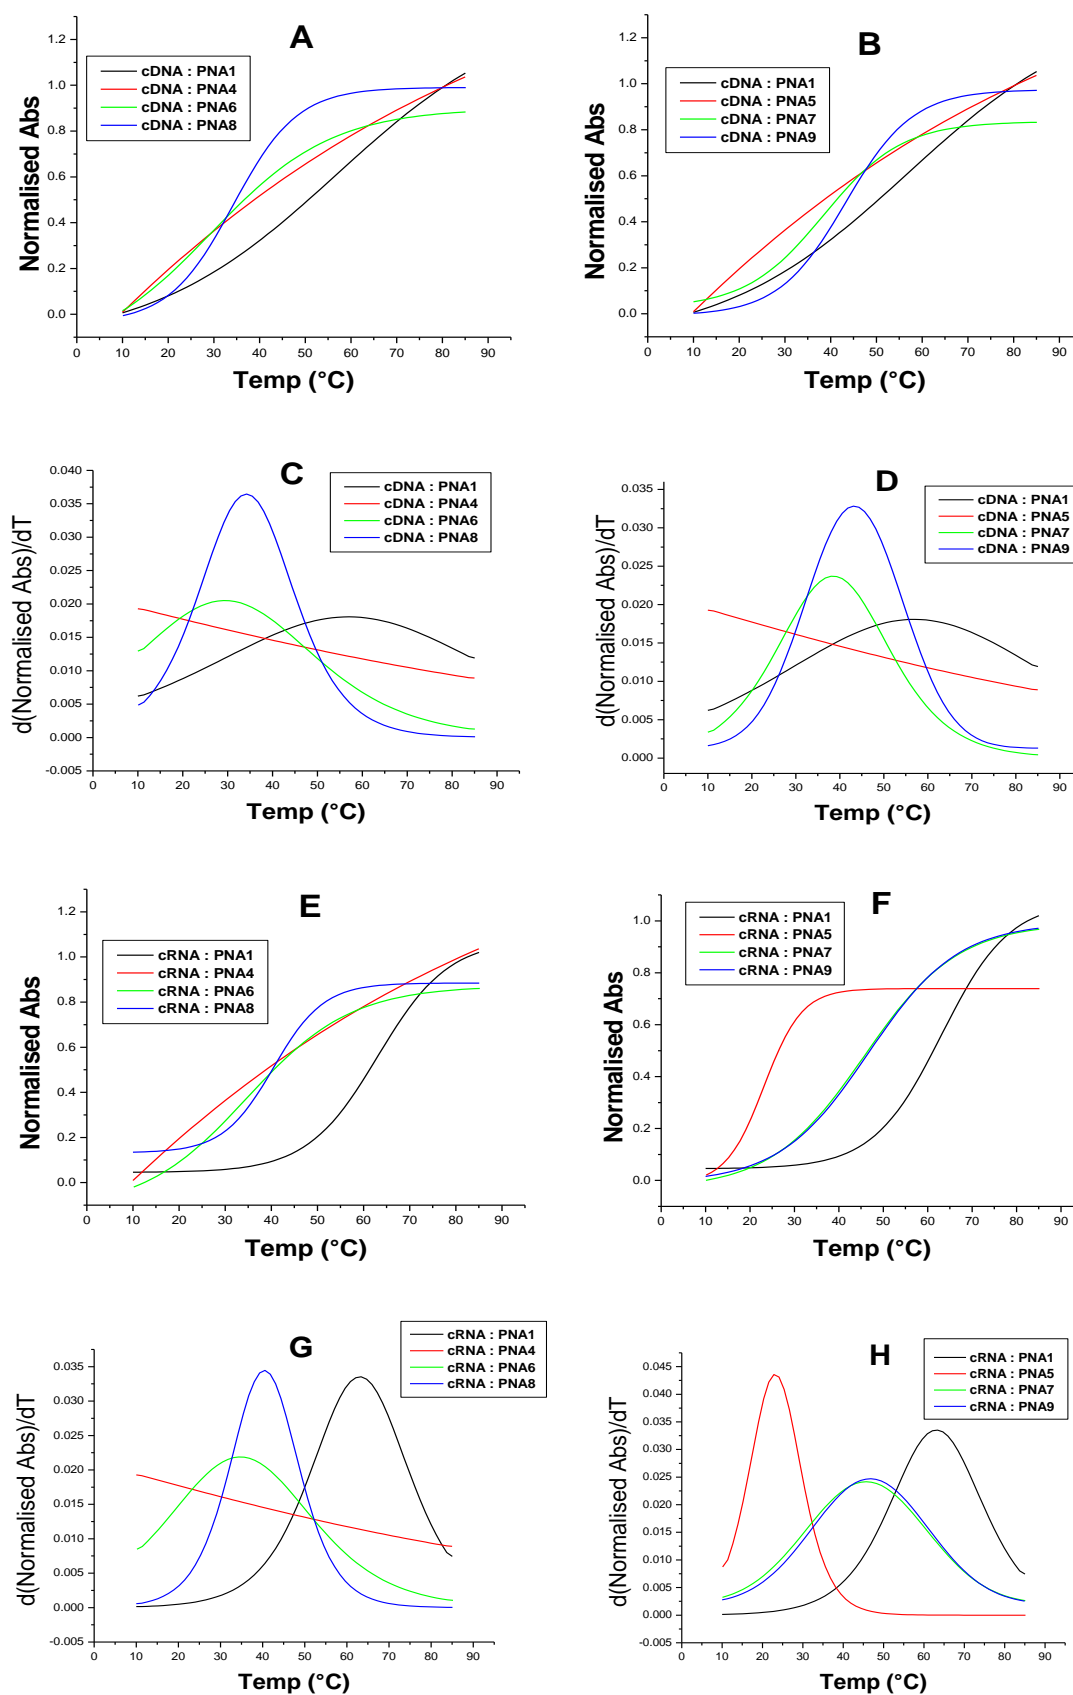 A
cDNA : PNA1
cDNA : PNA4
cDNA : PNA6
cDNA : PNA8
Normalised Abs
1.2
1.0
0.8
0.6
0.4
0.2
0.0
0 10 20 30 40 50 60 70 80 90
Temp (°C)
B
cDNA : PNA1
cDNA : PNA5
cDNA : PNA7
cDNA : PNA9
Normalised Abs
1.2
1.0
0.8
0.6
0.4
0.2
0.0
0 10 20 30 40 50 60 70 80 90
Temp (°C)
C
cDNA : PNA1
cDNA : PNA4
cDNA : PNA6
cDNA : PNA8
d(Normalised Abs)/dT
0.040
0.035
0.030
0.025
0.020
0.015
0.010
0.005
0.000
-0.005
0 10 20 30 40 50 60 70 80 90
Temp (°C)
D
cDNA : PNA1
cDNA : PNA5
cDNA : PNA7
cDNA : PNA9
d(Normalised Abs)/dT
0.035
0.030
0.025
0.020
0.015
0.010
0.005
0.000
0 10 20 30 40 50 60 70 80 90
Temp (°C)
E
cRNA : PNA1
cRNA : PNA4
cRNA : PNA6
cRNA : PNA8
Normalised Abs
1.2
1.0
0.8
0.6
0.4
0.2
0.0
0 10 20 30 40 50 60 70 80 90
Temp (°C)
F
cRNA : PNA1
cRNA : PNA5
cRNA : PNA7
cRNA : PNA9
Normalised Abs
1.0
0.8
0.6
0.4
0.2
0.0
0 10 20 30 40 50 60 70 80 90
Temp (°C)
G
cRNA : PNA1
cRNA : PNA4
cRNA : PNA6
cRNA : PNA8
d(Normalised Abs)/dT
0.035
0.030
0.025
0.020
0.015
0.010
0.005
0.000
-0.005
0 10 20 30 40 50 60 70 80 90
Temp (°C)
H
cRNA : PNA1
cRNA : PNA5
cRNA : PNA7
cRNA : PNA9
d(Normalised Abs)/dT
0.045
0.040
0.035
0.030
0.025
0.020
0.015
0.010
0.005
0.000
-0.005
0 10 20 30 40 50 60 70 80 90
Temp (°C)